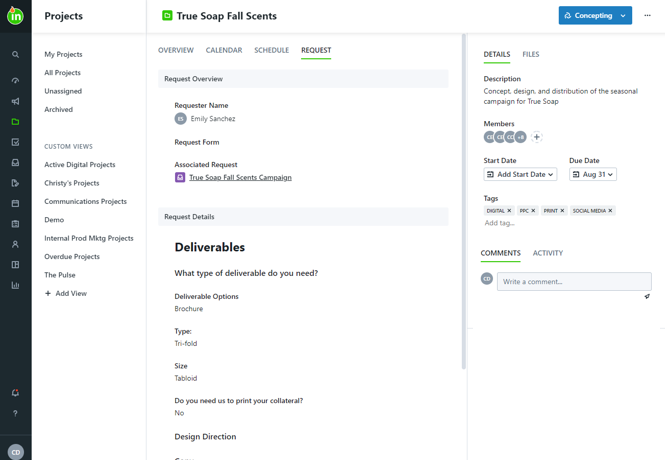 in
Projects
True Soap Fall Scents
Concepting
My Projects
All Projects
Unassigned
Archived
CUSTOM VIEWS
Active Digital Projects
Christy's Projects
Communications Projects
Demo
Internal Prod Mktg Projects
Overdue Projects
The Pulse
+ Add View
?
CD
OVERVIEW CALENDAR SCHEDULE REQUEST
Request Overview
Requester Name
ES Emily Sanchez
Request Form
Associated Request
True Soap Fall Scents Campaign
Request Details
Deliverables
What type of deliverable do you need?
Deliverable Options
Brochure
Type:
Tri-fold
Size
Tabloid
Do you need us to print your collateral?
No
Design Direction
DETAILS FILES
Description
Concept, design, and distribution of the seasonal
campaign for True Soap
Members
+8 +
Start Date Due Date
Add Start Date Aug 31
Tags
DIGITAL × PPC × PRINT × SOCIAL MEDIA ×
Add tag...
COMMENTS ACTIVITY
CD Write a comment...